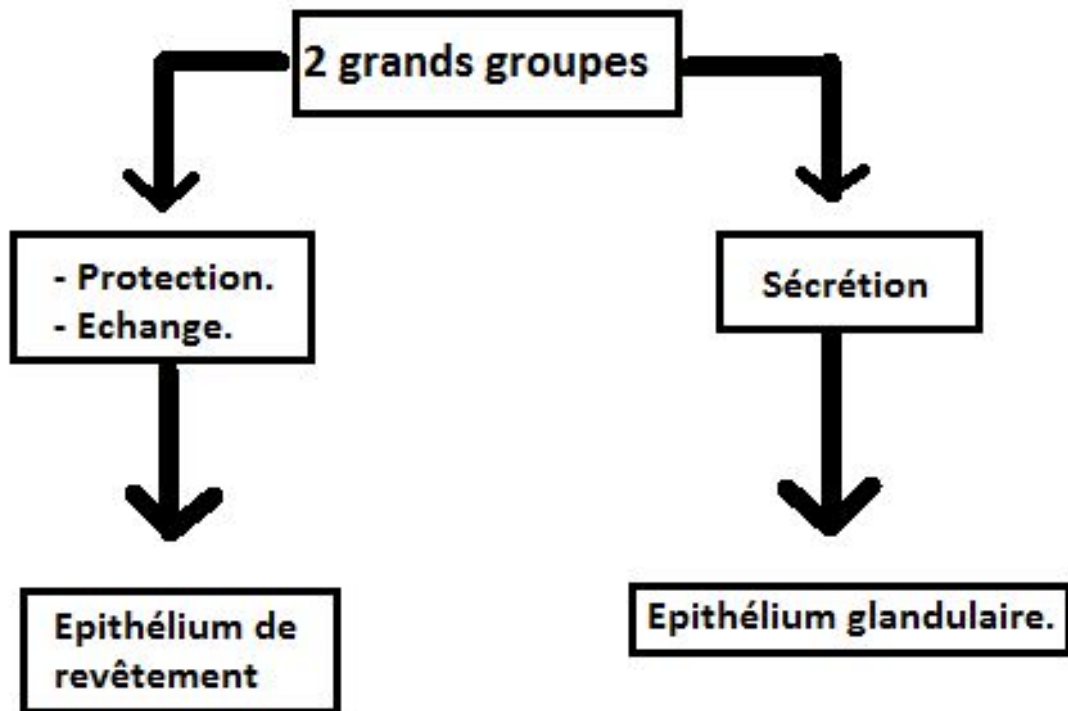 2 grands groupes
- Protection.
- Echange.
Sécrétion
Epithélium de
revêtement
Epithélium glandulaire.